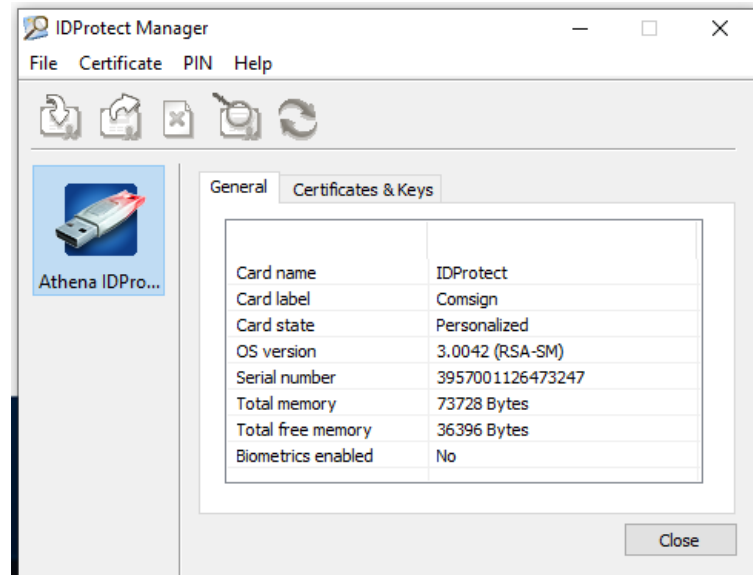 IDProtect Manager
File Certificate PIN Help
General Certificates & Keys
Athena IDPro...
Card name IDProtect
Card label Comsign
Card state Personalized
OS version 3.0042 (RSA-SM)
Serial number 3957001126473247
Total memory 73728 Bytes
Total free memory 36396 Bytes
Biometrics enabled No
Close